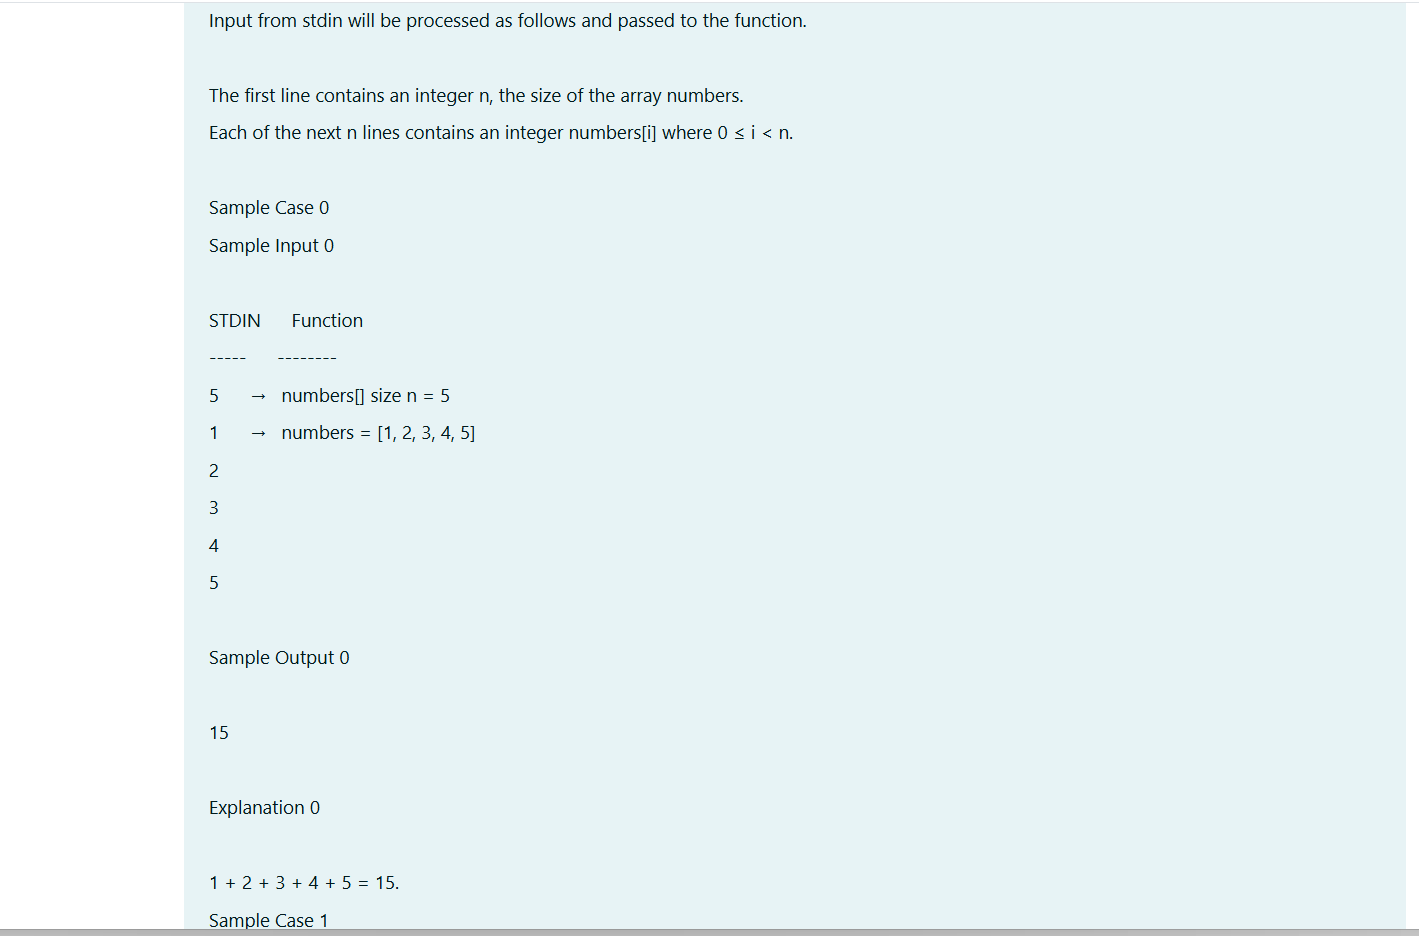 Input from stdin will be processed as follows and passed to the function.
The first line contains an integer n, the size of the array numbers.
Each of the next n lines contains an integer numbers[i] where 0 ≤ i < n.
Sample Case 0
Sample Input 0
STDIN Function
----- --------
5 → numbers[] size n = 5
1 → numbers = [1, 2, 3, 4, 5]
2
3
4
5
Sample Output 0
15
Explanation 0
1 + 2 + 3 + 4 + 5 = 15.
Sample Case 1